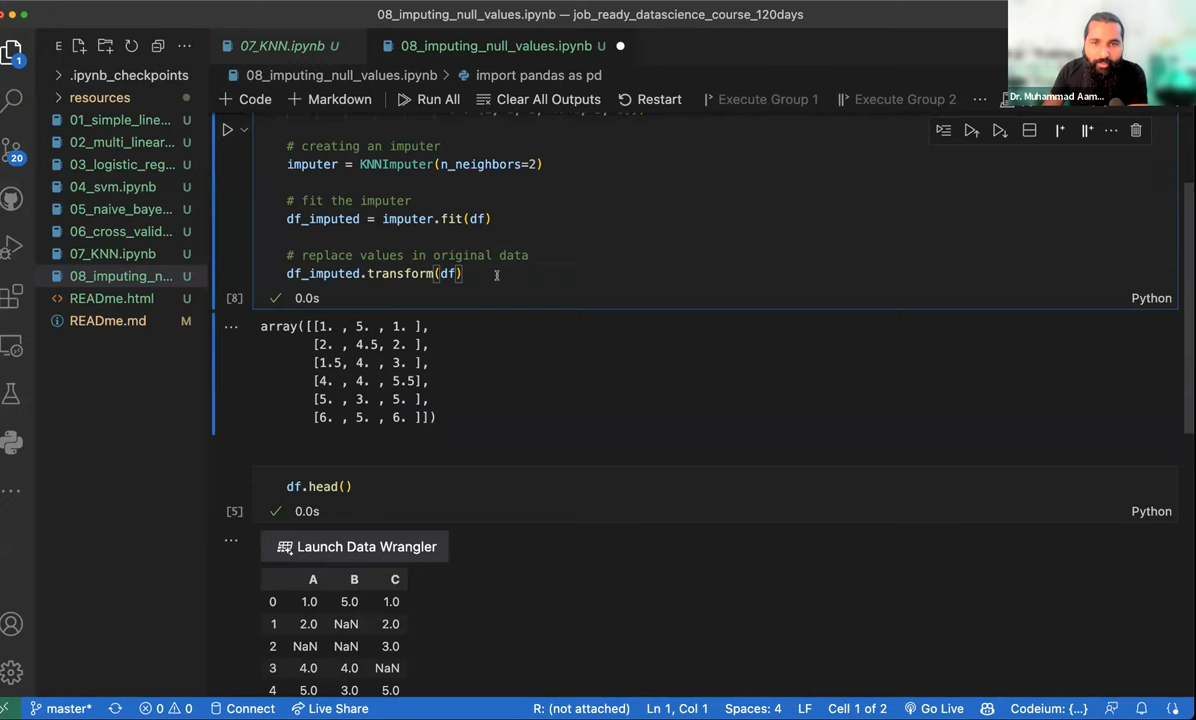 08_imputing_null_values.ipynb — job_ready_datascience_course_120days
Dr. Muhammad Aam...
E
07_KNN.ipynb U
08_imputing_null_values.ipynb U
.ipynb_checkpoints
08_imputing_null_values.ipynb > import pandas as pd
resources
+ Code + Markdown Run All Clear All Outputs Restart Execute Group 1 Execute Group 2 ...
01_simple_line... U
02_multi_linear... U
03_logistic_reg... U
04_svm.ipynb U
05_naive_baye... U
06_cross_valid... U
07_KNN.ipynb U
08_imputing_n... U
READme.html U
READme.md M
1
20
# creating an imputer
imputer = KNNImputer(n_neighbors=2)
# fit the imputer
df_imputed = imputer.fit(df)
# replace values in original data
df_imputed.transform(df)
[8] 0.0s Python
array([[1. , 5. , 1. ],
[2. , 4.5, 2. ],
[1.5, 4. , 3. ],
[4. , 4. , 5.5],
[5. , 3. , 5. ],
[6. , 5. , 6. ]])
df.head()
[5] 0.0s Python
Launch Data Wrangler
A B C
0 1.0 5.0 1.0
1 2.0 NaN 2.0
2 NaN NaN 3.0
3 4.0 4.0 NaN
4 5.0 3.0 5.0
master* 0 0 Connect Live Share R: (not attached) Ln 1, Col 1 Spaces: 4 LF Cell 1 of 2 Go Live Codeium: {...}